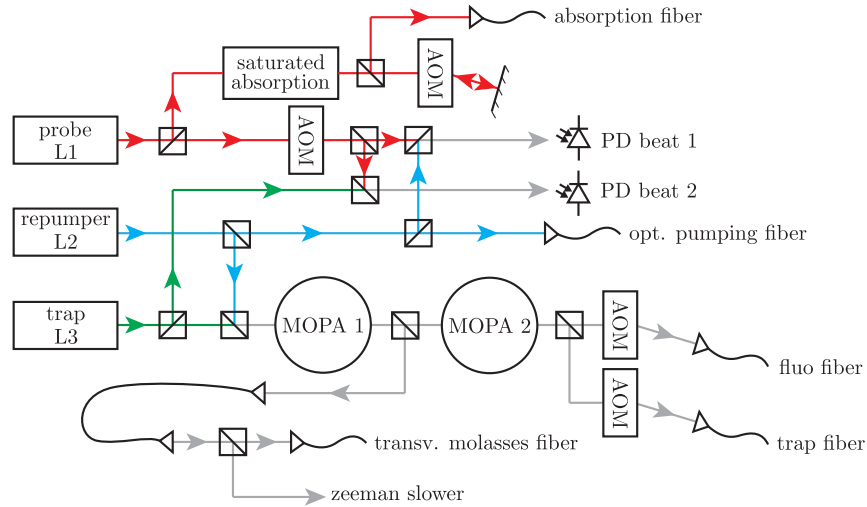 absorption fiber
saturated
absorption
AOM
probe
L1
AOM
PD beat 1
PD beat 2
repumper
L2
opt. pumping fiber
trap
L3
MOPA 1
MOPA 2
AOM
fluo fiber
AOM
trap fiber
transv. molasses fiber
zeeman slower